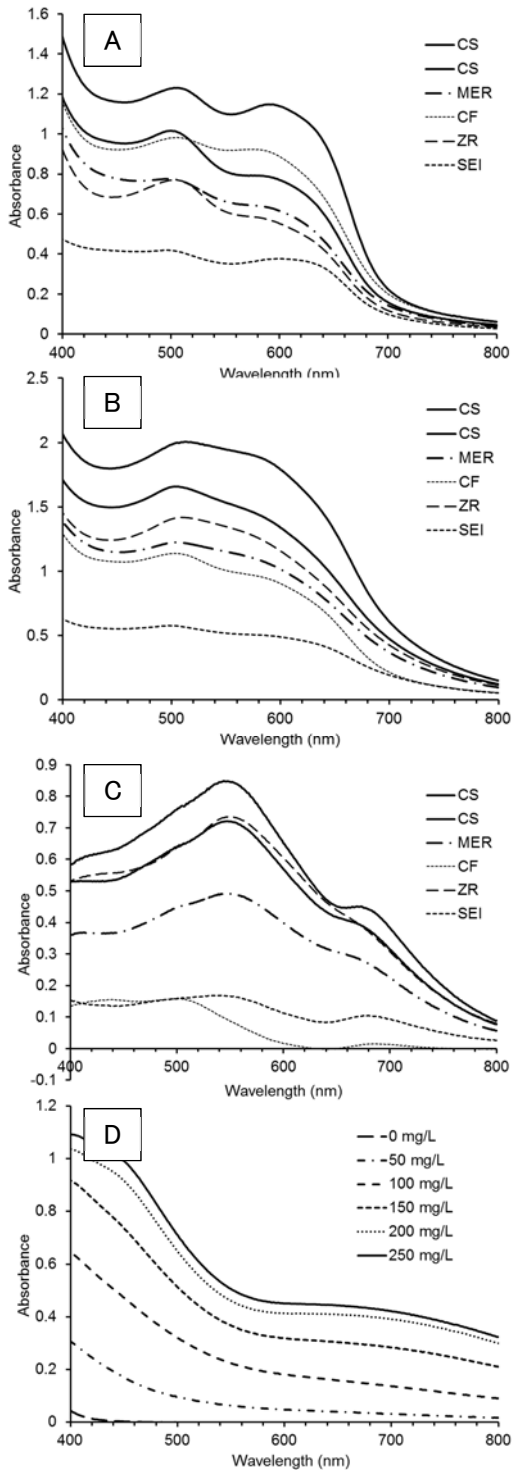 A
1.6
1.4
1.2
1
0.8
0.6
0.4
0.2
0
Absorbance
CS
CS
MER
CF
ZR
SEI
400 500 600 700 800
Wavelength (nm)
B
2.5
2
1.5
1
0.5
0
Absorbance
CS
CS
MER
CF
ZR
SEI
400 500 600 700 800
Wavelength (nm)
C
0.9
0.8
0.7
0.6
0.5
0.4
0.3
0.2
0.1
0
-0.1
Absorbance
CS
CS
MER
CF
ZR
SEI
400 500 600 700 800
Wavelength (nm)
D
1.2
1
0.8
0.6
0.4
0.2
0
Absorbance
0 mg/L
50 mg/L
100 mg/L
150 mg/L
200 mg/L
250 mg/L
400 500 600 700 800